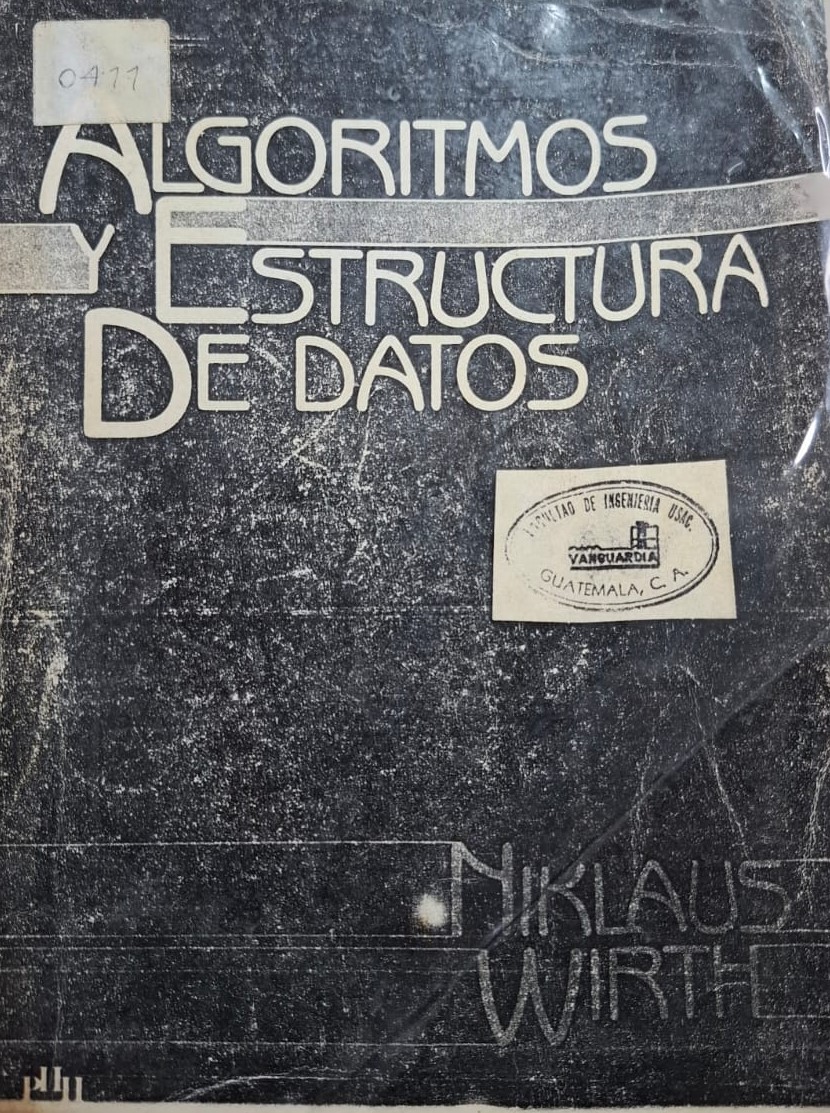 0411
ALGORITMOS
Y ESTRUCTURA
DE DATOS
FACULTAD DE INGENIERIA USAC.
VANGUARDIA
GUATEMALA, C. A.
NIKLAUS
WIRTH